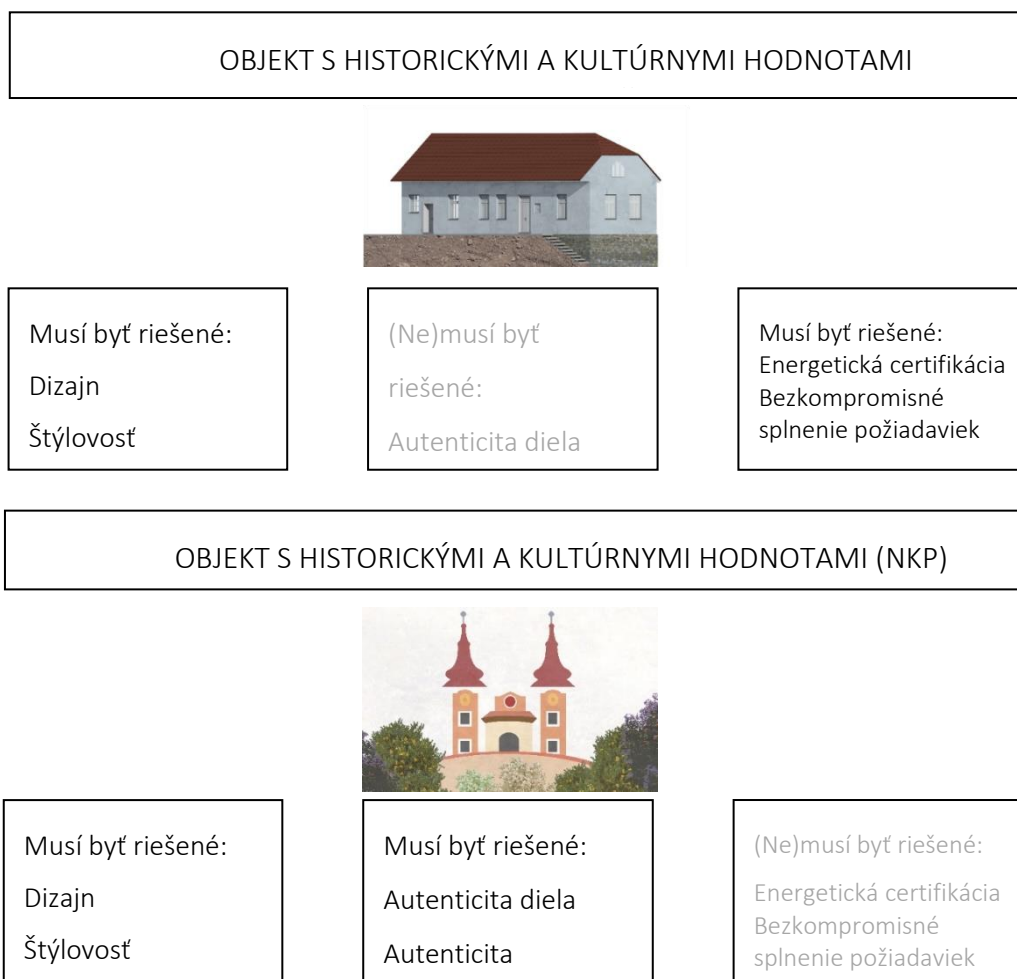 OBJEKT S HISTORICKÝMI A KULTÚRNYMI HODNOTAMI
Musí byť riešené:
Dizajn
Štýlovosť
(Ne)musí byť
riešené:
Autenticita diela
Musí byť riešené:
Energetická certifikácia
Bezkompromisné
splnenie požiadaviek
OBJEKT S HISTORICKÝMI A KULTÚRNYMI HODNOTAMI (NKP)
Musí byť riešené:
Dizajn
Štýlovosť
Musí byť riešené:
Autenticita diela
Autenticita
(Ne)musí byť riešené:
Energetická certifikácia
Bezkompromisné
splnenie požiadaviek